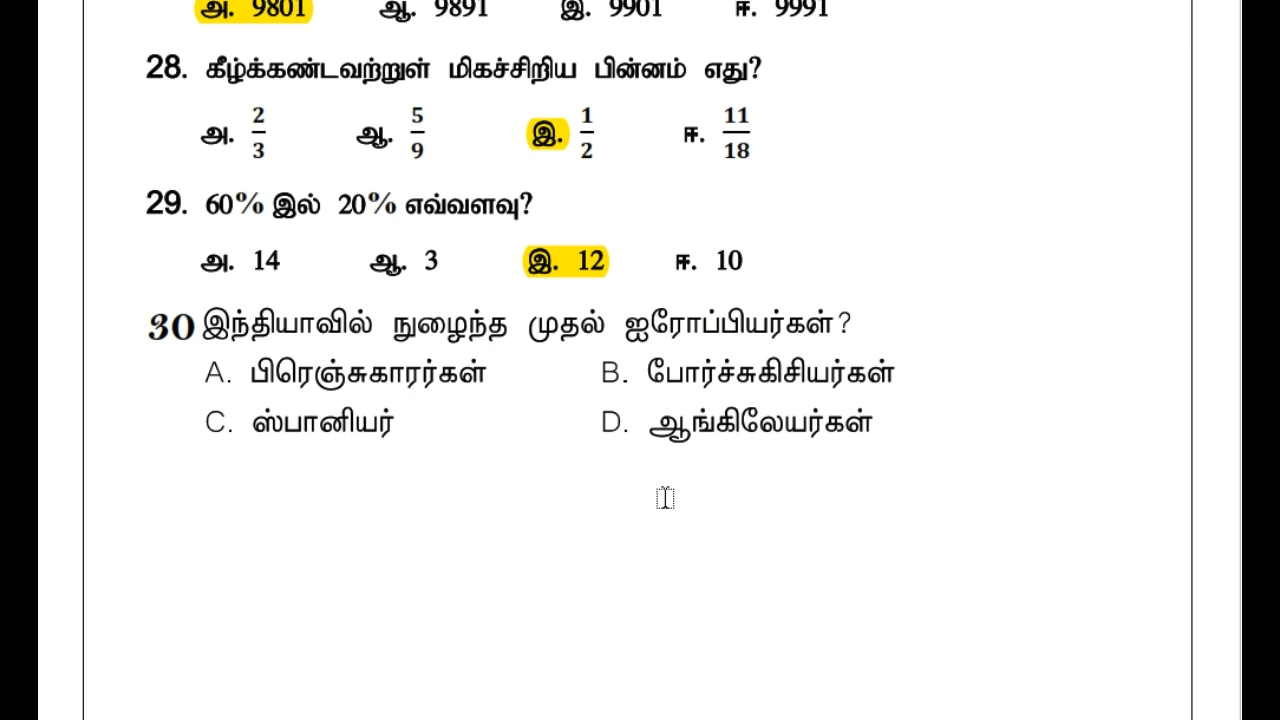 அ. 9801 ஆ. 9891 இ. 9901 ஈ. 9991
28. கீழ்க்கண்டவற்றுள் மிகச்சிறிய பின்னம் எது?
அ. 2/3 ஆ. 5/9 இ. 1/2 ஈ. 11/18
29. 60% இல் 20% எவ்வளவு?
அ. 14 ஆ. 3 இ. 12 ஈ. 10
30 இந்தியாவில் நுழைந்த முதல் ஐரோப்பியர்கள்?
A. பிரெஞ்சுகாரர்கள் B. போர்ச்சுகிசியர்கள்
C. ஸ்பானியர் D. ஆங்கிலேயர்கள்